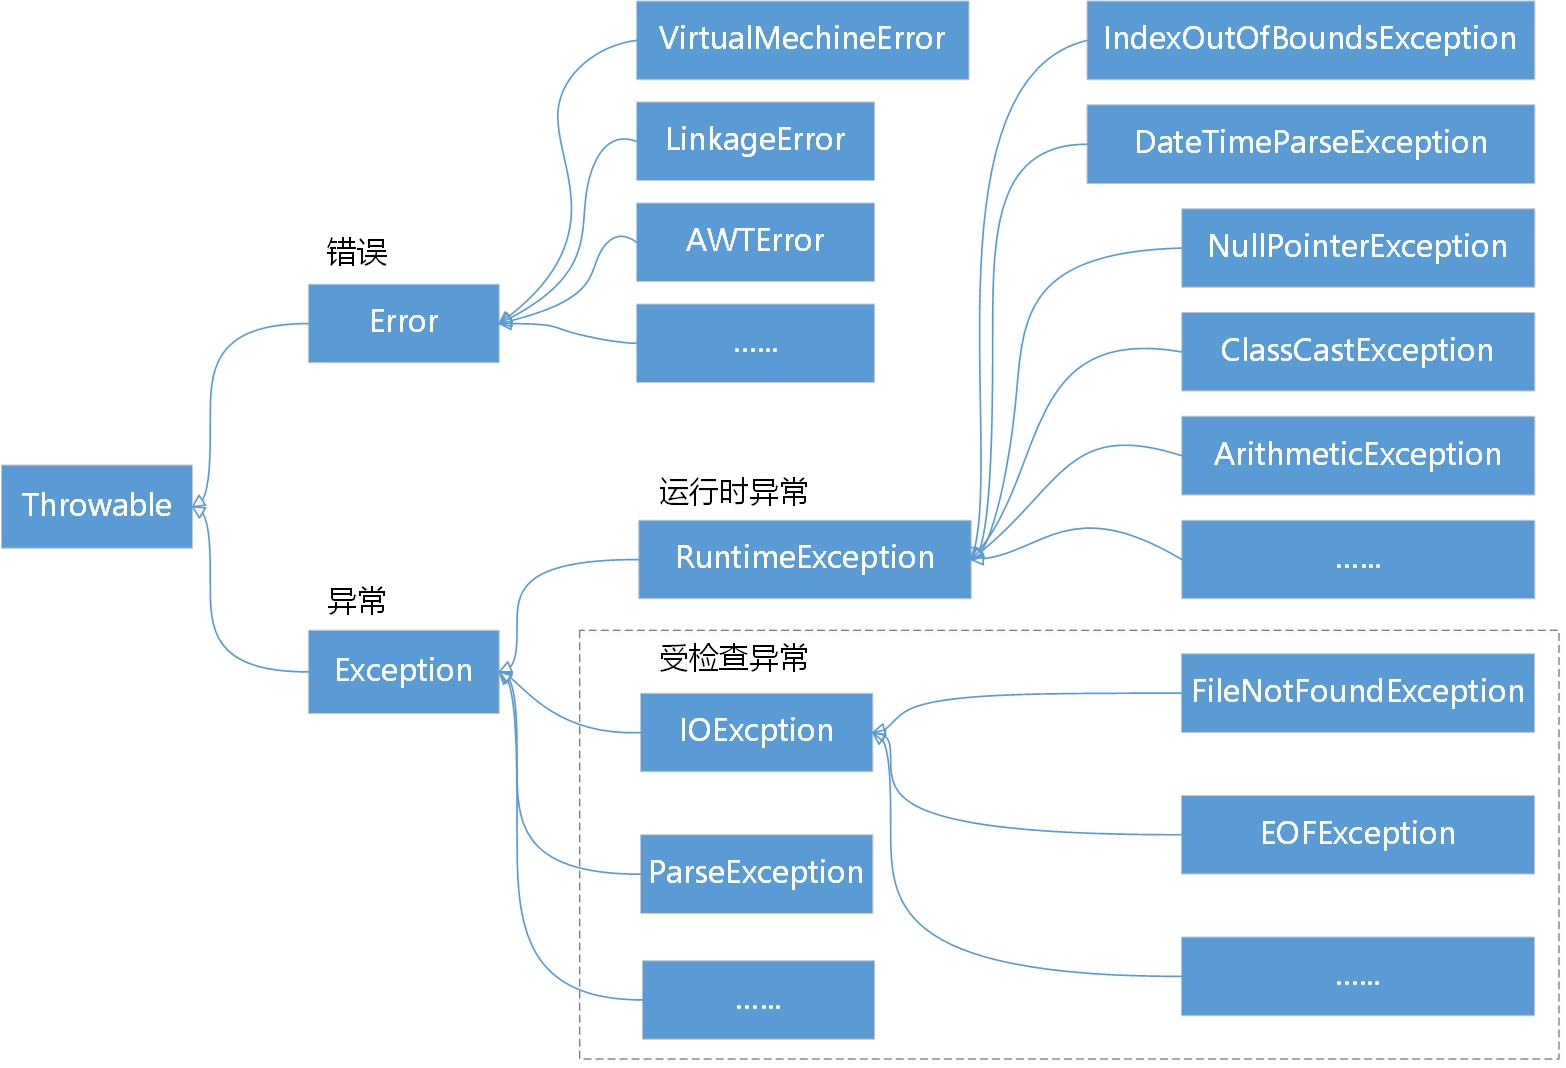 VirtualMechineError
LinkageError
AWTError
……
错误
Error
Throwable
异常
Exception
IndexOutOfBoundsException
DateTimeParseException
NullPointerException
ClassCastException
ArithmeticException
……
运行时异常
RuntimeException
受检查异常
IOExcption
ParseException
……
FileNotFoundException
EOFException
……